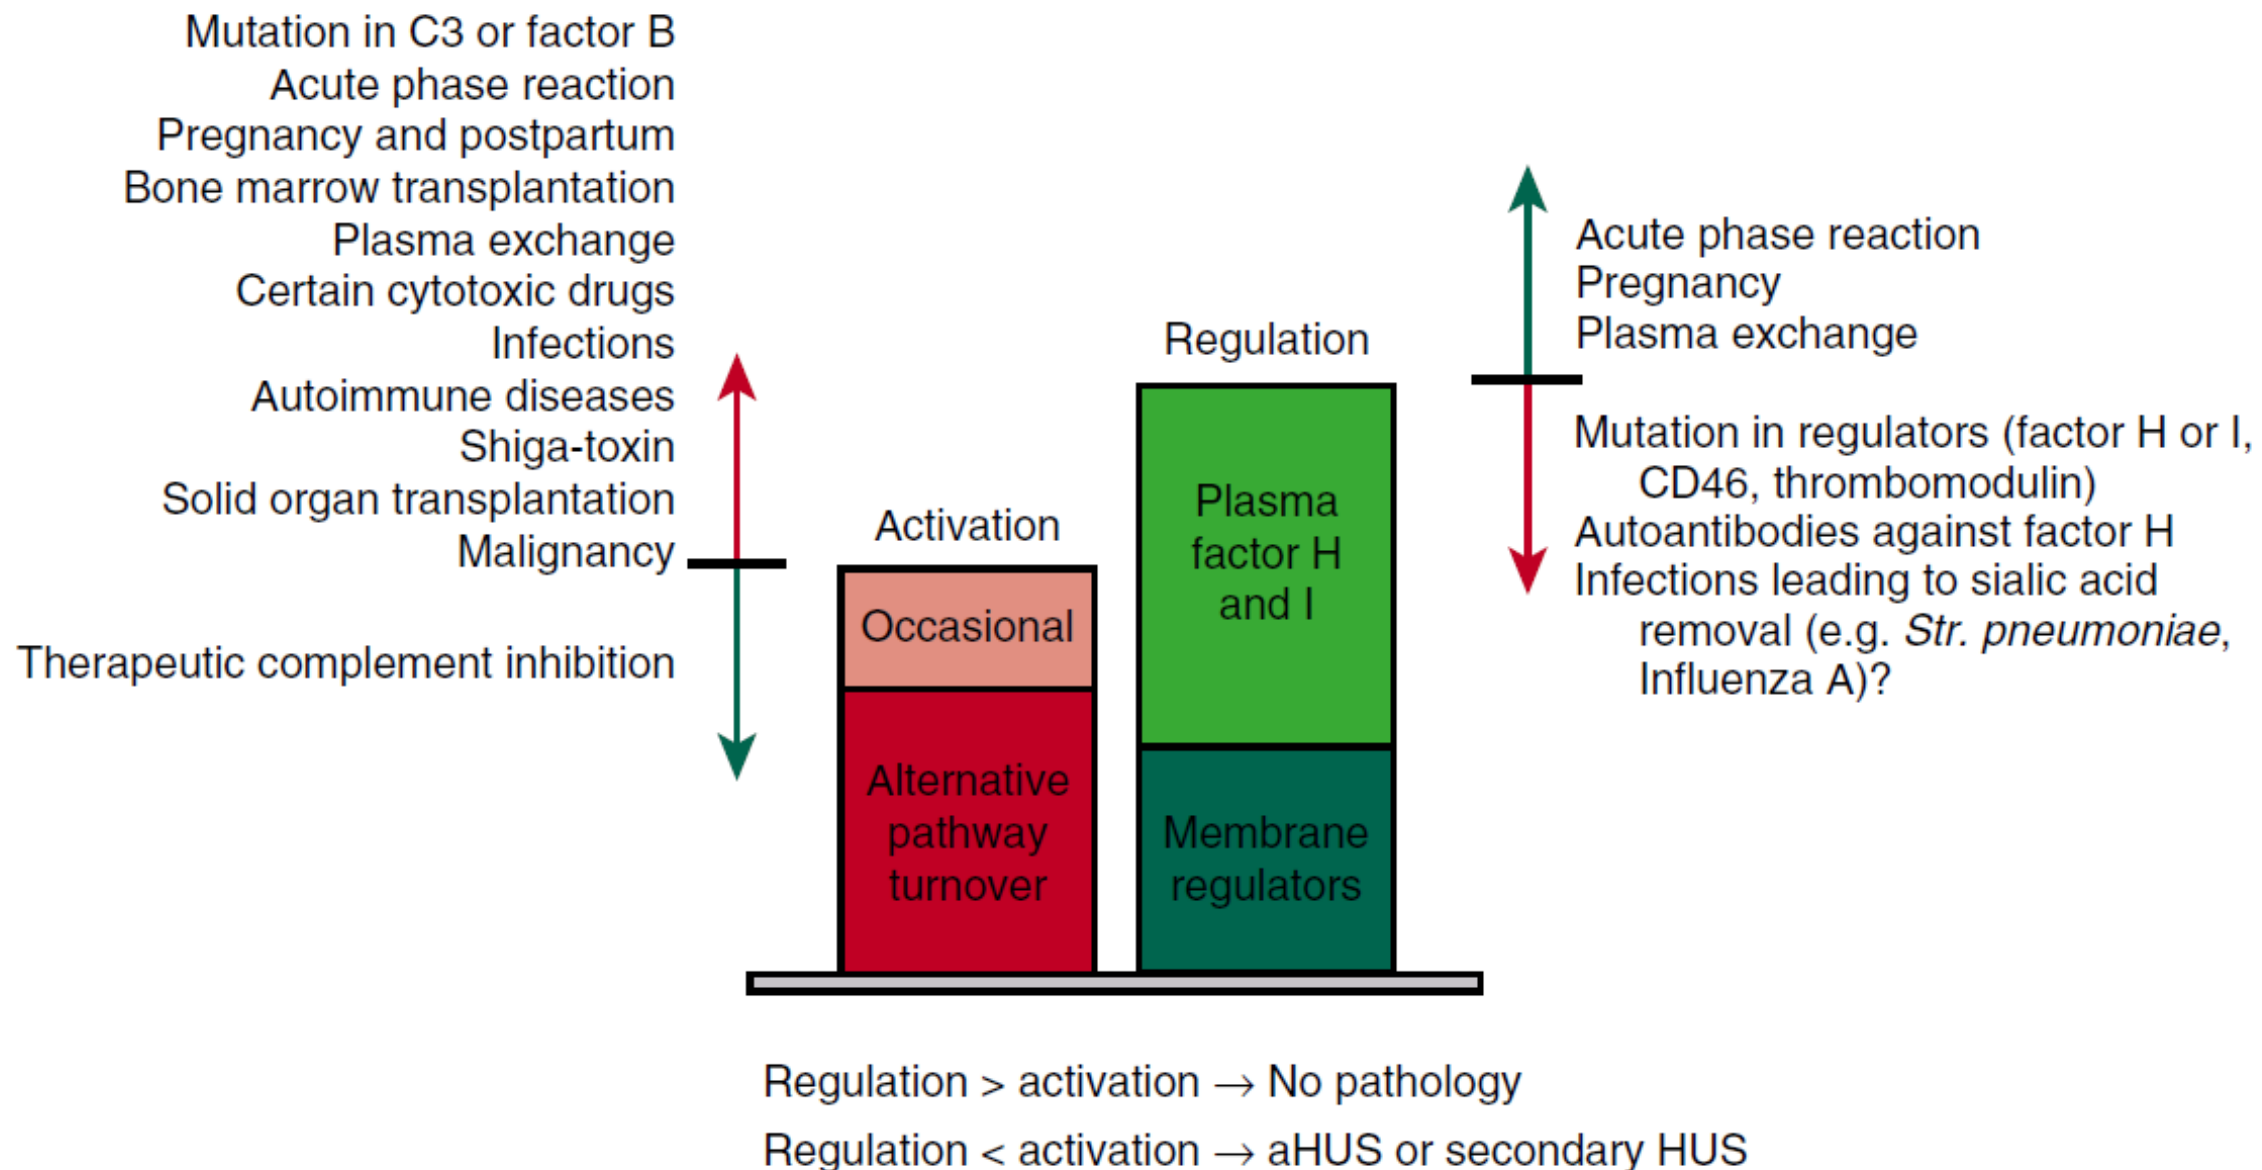 Mutation in C3 or factor B
Acute phase reaction
Pregnancy and postpartum
Bone marrow transplantation
Plasma exchange
Certain cytotoxic drugs
Infections
Autoimmune diseases
Shiga-toxin
Solid organ transplantation
Malignancy
Therapeutic complement inhibition
Activation
Occasional
Alternative
pathway
turnover
Regulation
Plasma
factor H
and I
Membrane
regulators
Acute phase reaction
Pregnancy
Plasma exchange
Mutation in regulators (factor H or I,
CD46, thrombomodulin)
Autoantibodies against factor H
Infections leading to sialic acid
removal (e.g. Str. pneumoniae,
Influenza A)?
Regulation > activation → No pathology
Regulation < activation → aHUS or secondary HUS